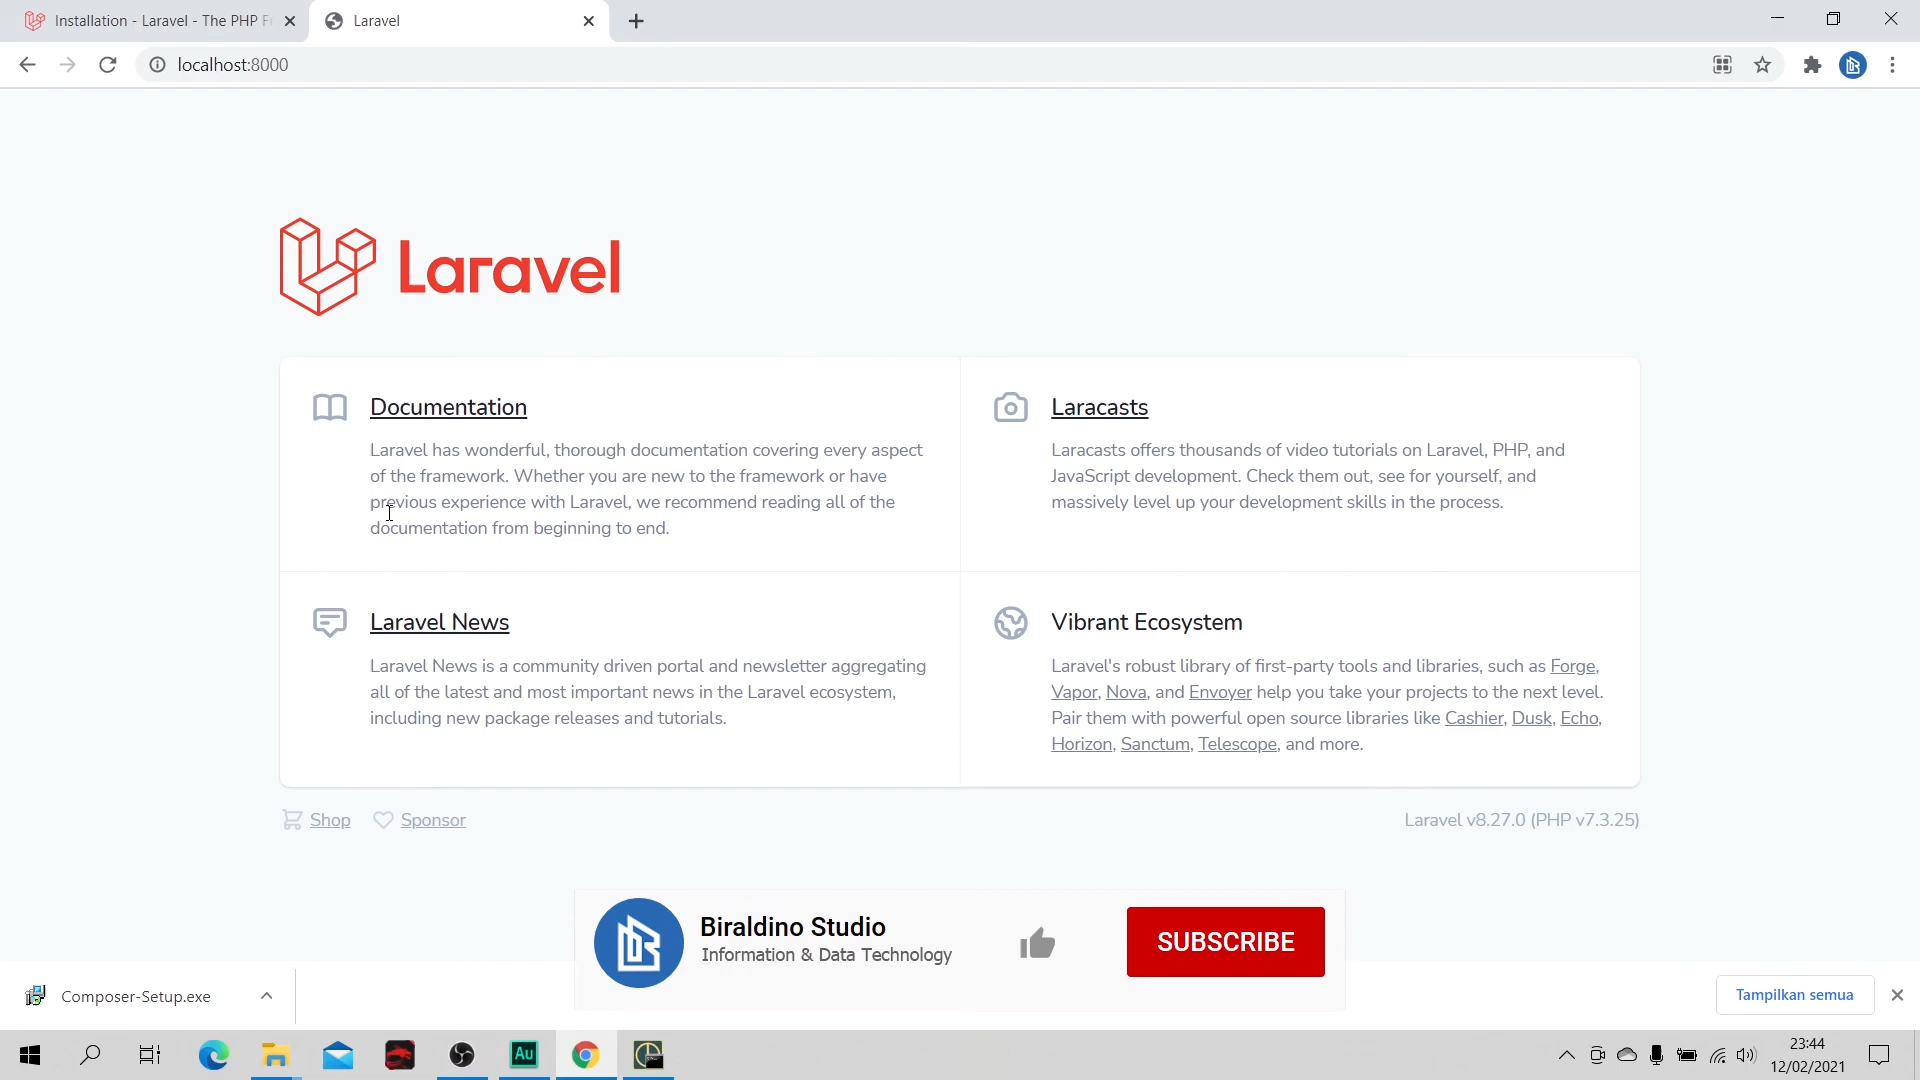 Installation - Laravel - The PHP F
Laravel
localhost:8000
Laravel
Documentation
Laravel has wonderful, thorough documentation covering every aspect
of the framework. Whether you are new to the framework or have
previous experience with Laravel, we recommend reading all of the
documentation from beginning to end.
Laracasts
Laracasts offers thousands of video tutorials on Laravel, PHP, and
JavaScript development. Check them out, see for yourself, and
massively level up your development skills in the process.
Laravel News
Laravel News is a community driven portal and newsletter aggregating
all of the latest and most important news in the Laravel ecosystem,
including new package releases and tutorials.
Vibrant Ecosystem
Laravel's robust library of first-party tools and libraries, such as Forge,
Vapor, Nova, and Envoyer help you take your projects to the next level.
Pair them with powerful open source libraries like Cashier, Dusk, Echo,
Horizon, Sanctum, Telescope, and more.
Shop
Sponsor
Laravel v8.27.0 (PHP v7.3.25)
Biraldino Studio
Information & Data Technology
SUBSCRIBE
Composer-Setup.exe
Tampilkan semua
Au
23:44
12/02/2021